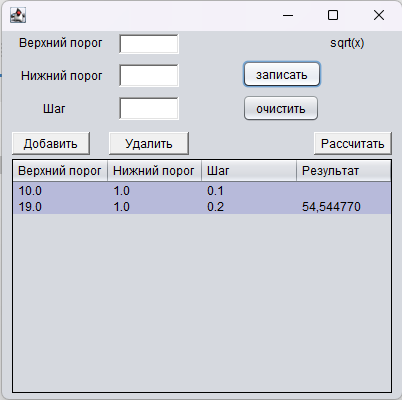 Верхний порог sqrt(x)
Нижний порог записать
Шаг очистить
Добавить Удалить Рассчитать
Верхний порог Нижний порог Шаг Результат
10.0 1.0 0.1
19.0 1.0 0.2 54,544770